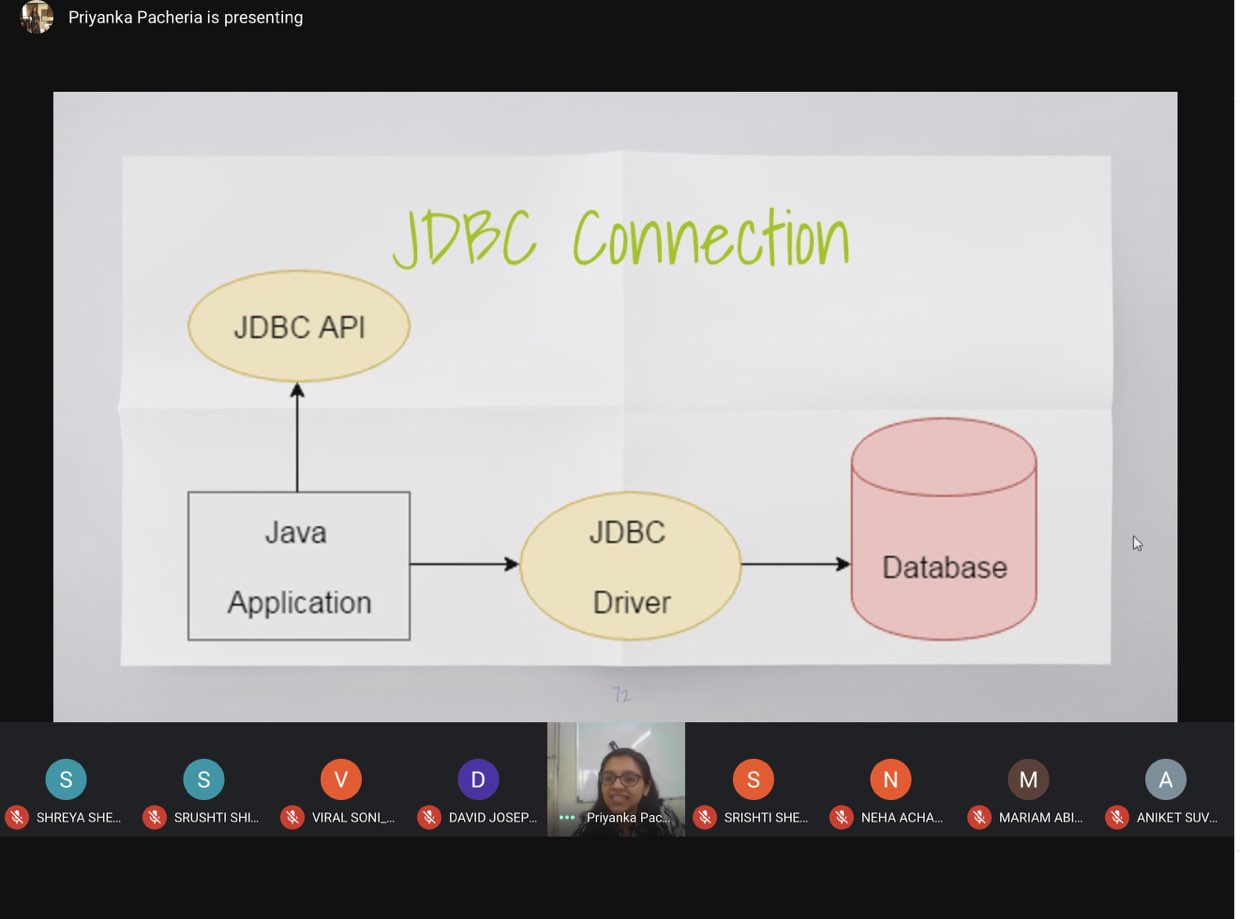 Priyanka Pacheria is presenting
JDBC Connection
JDBC API
Java
Application
JDBC
Driver
Database
72
SHREYA SHE...
SRUSHTI SHI...
VIRAL SONI_...
DAVID JOSEP...
Priyanka Pac...
SRISHTI SHE...
NEHA ACHA...
MARIAM ABI...
ANIKET SUV...
S
S
V
D
S
N
M
A